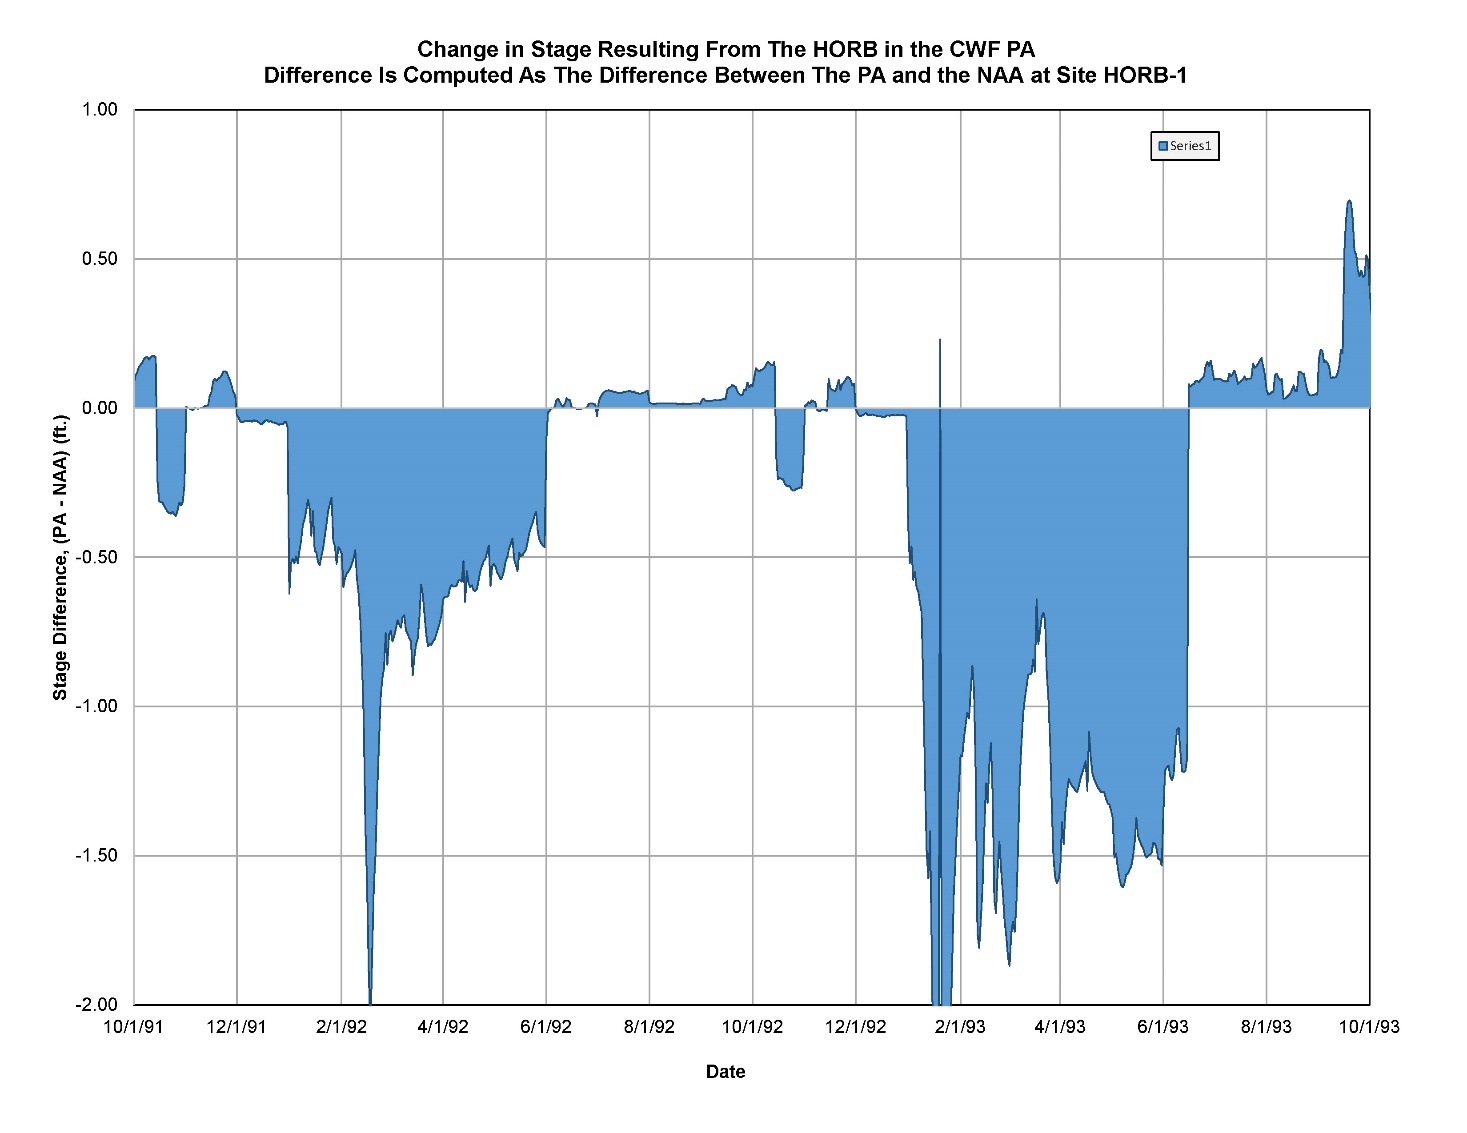 Change in Stage Resulting From The HORB in the CWF PA
Difference Is Computed As The Difference Between The PA and the NAA at Site HORB-1
1.00
Series1
0.50
0.00
-0.50
-1.00
-1.50
-2.00
Stage Difference, (PA - NAA) (ft.)
10/1/91 12/1/91 2/1/92 4/1/92 6/1/92 8/1/92 10/1/92 12/1/92 2/1/93 4/1/93 6/1/93 8/1/93 10/1/93
Date